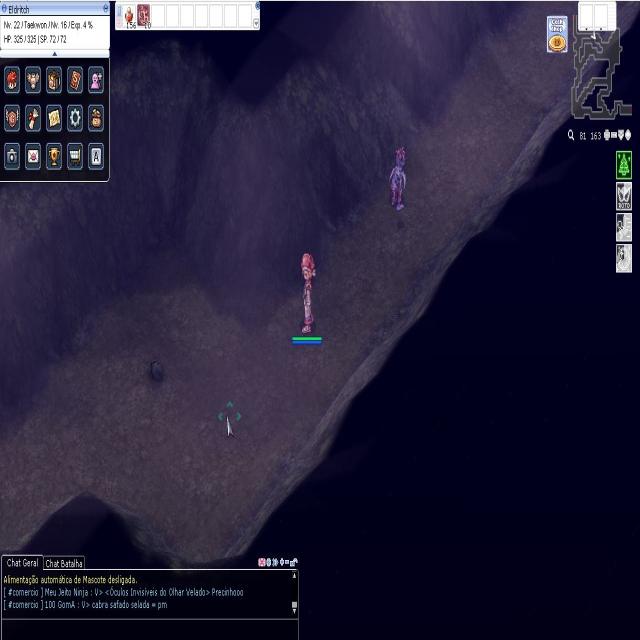 Eldritch
Nv. 22 / Taekwon / Nv. 16 / Exp. 4 %
HP. 325 / 325 | SP. 72 / 72
156
10
81 163
Chat Geral
Chat Batalha
Alimentação automática de Mascote desligada.
[ #comercio ] Meu Jeito Ninja : V> <Óculos Invisíveis do Olhar Velado> Precinhooo
[ #comercio ] 100 GomA : V> cabra safado selada = pm